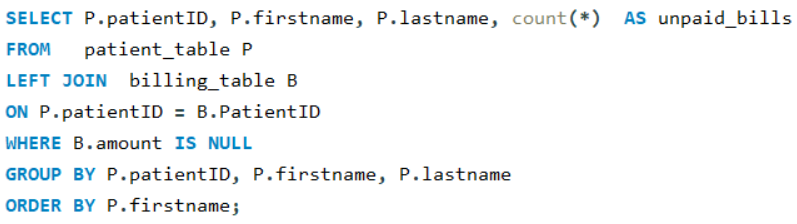 SELECT P.patientID, P.firstname, P.lastname, count(*)  AS unpaid_bills
FROM   patient_table P
LEFT JOIN  billing_table B
ON P.patientID = B.PatientID
WHERE B.amount IS NULL
GROUP BY P.patientID, P.firstname, P.lastname
ORDER BY P.firstname;